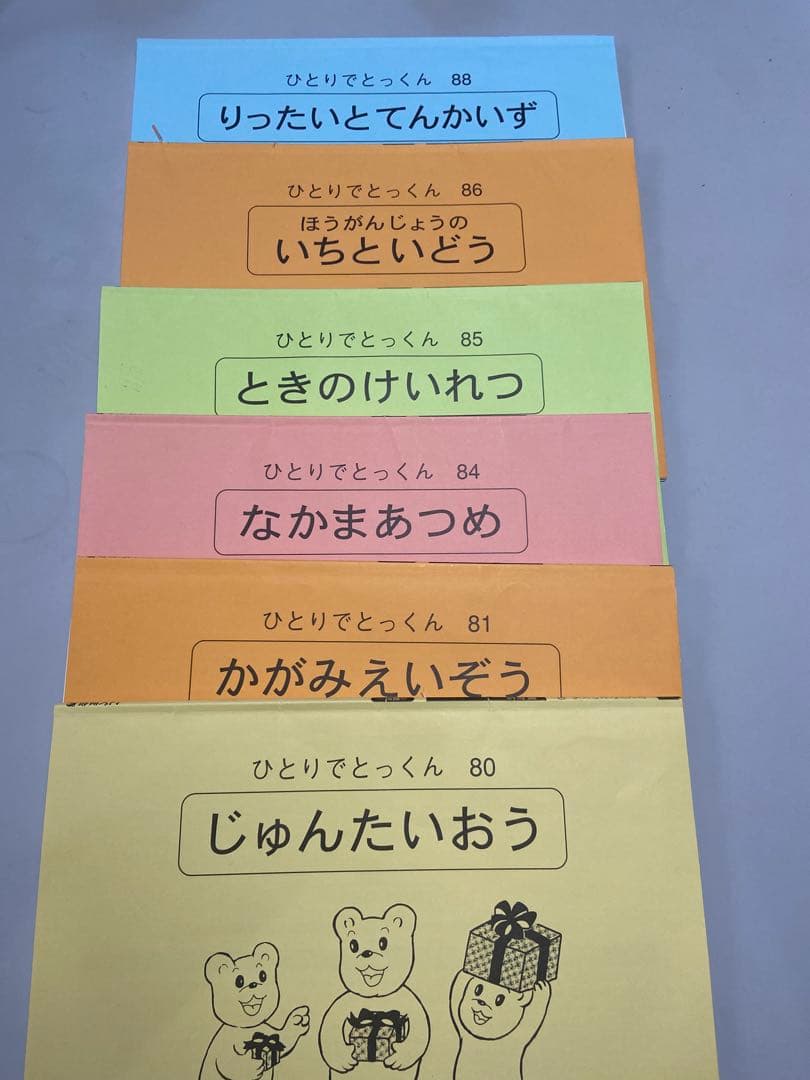 ひとりでとっくん 88
りったいとてんかいず
ひとりでとっくん 86
ほうがんじょうの
いちといどう
ひとりでとっくん 85
ときのけいれつ
ひとりでとっくん 84
なかまあつめ
ひとりでとっくん 81
かがみえいぞう
ひとりでとっくん 80
じゅんたいおう